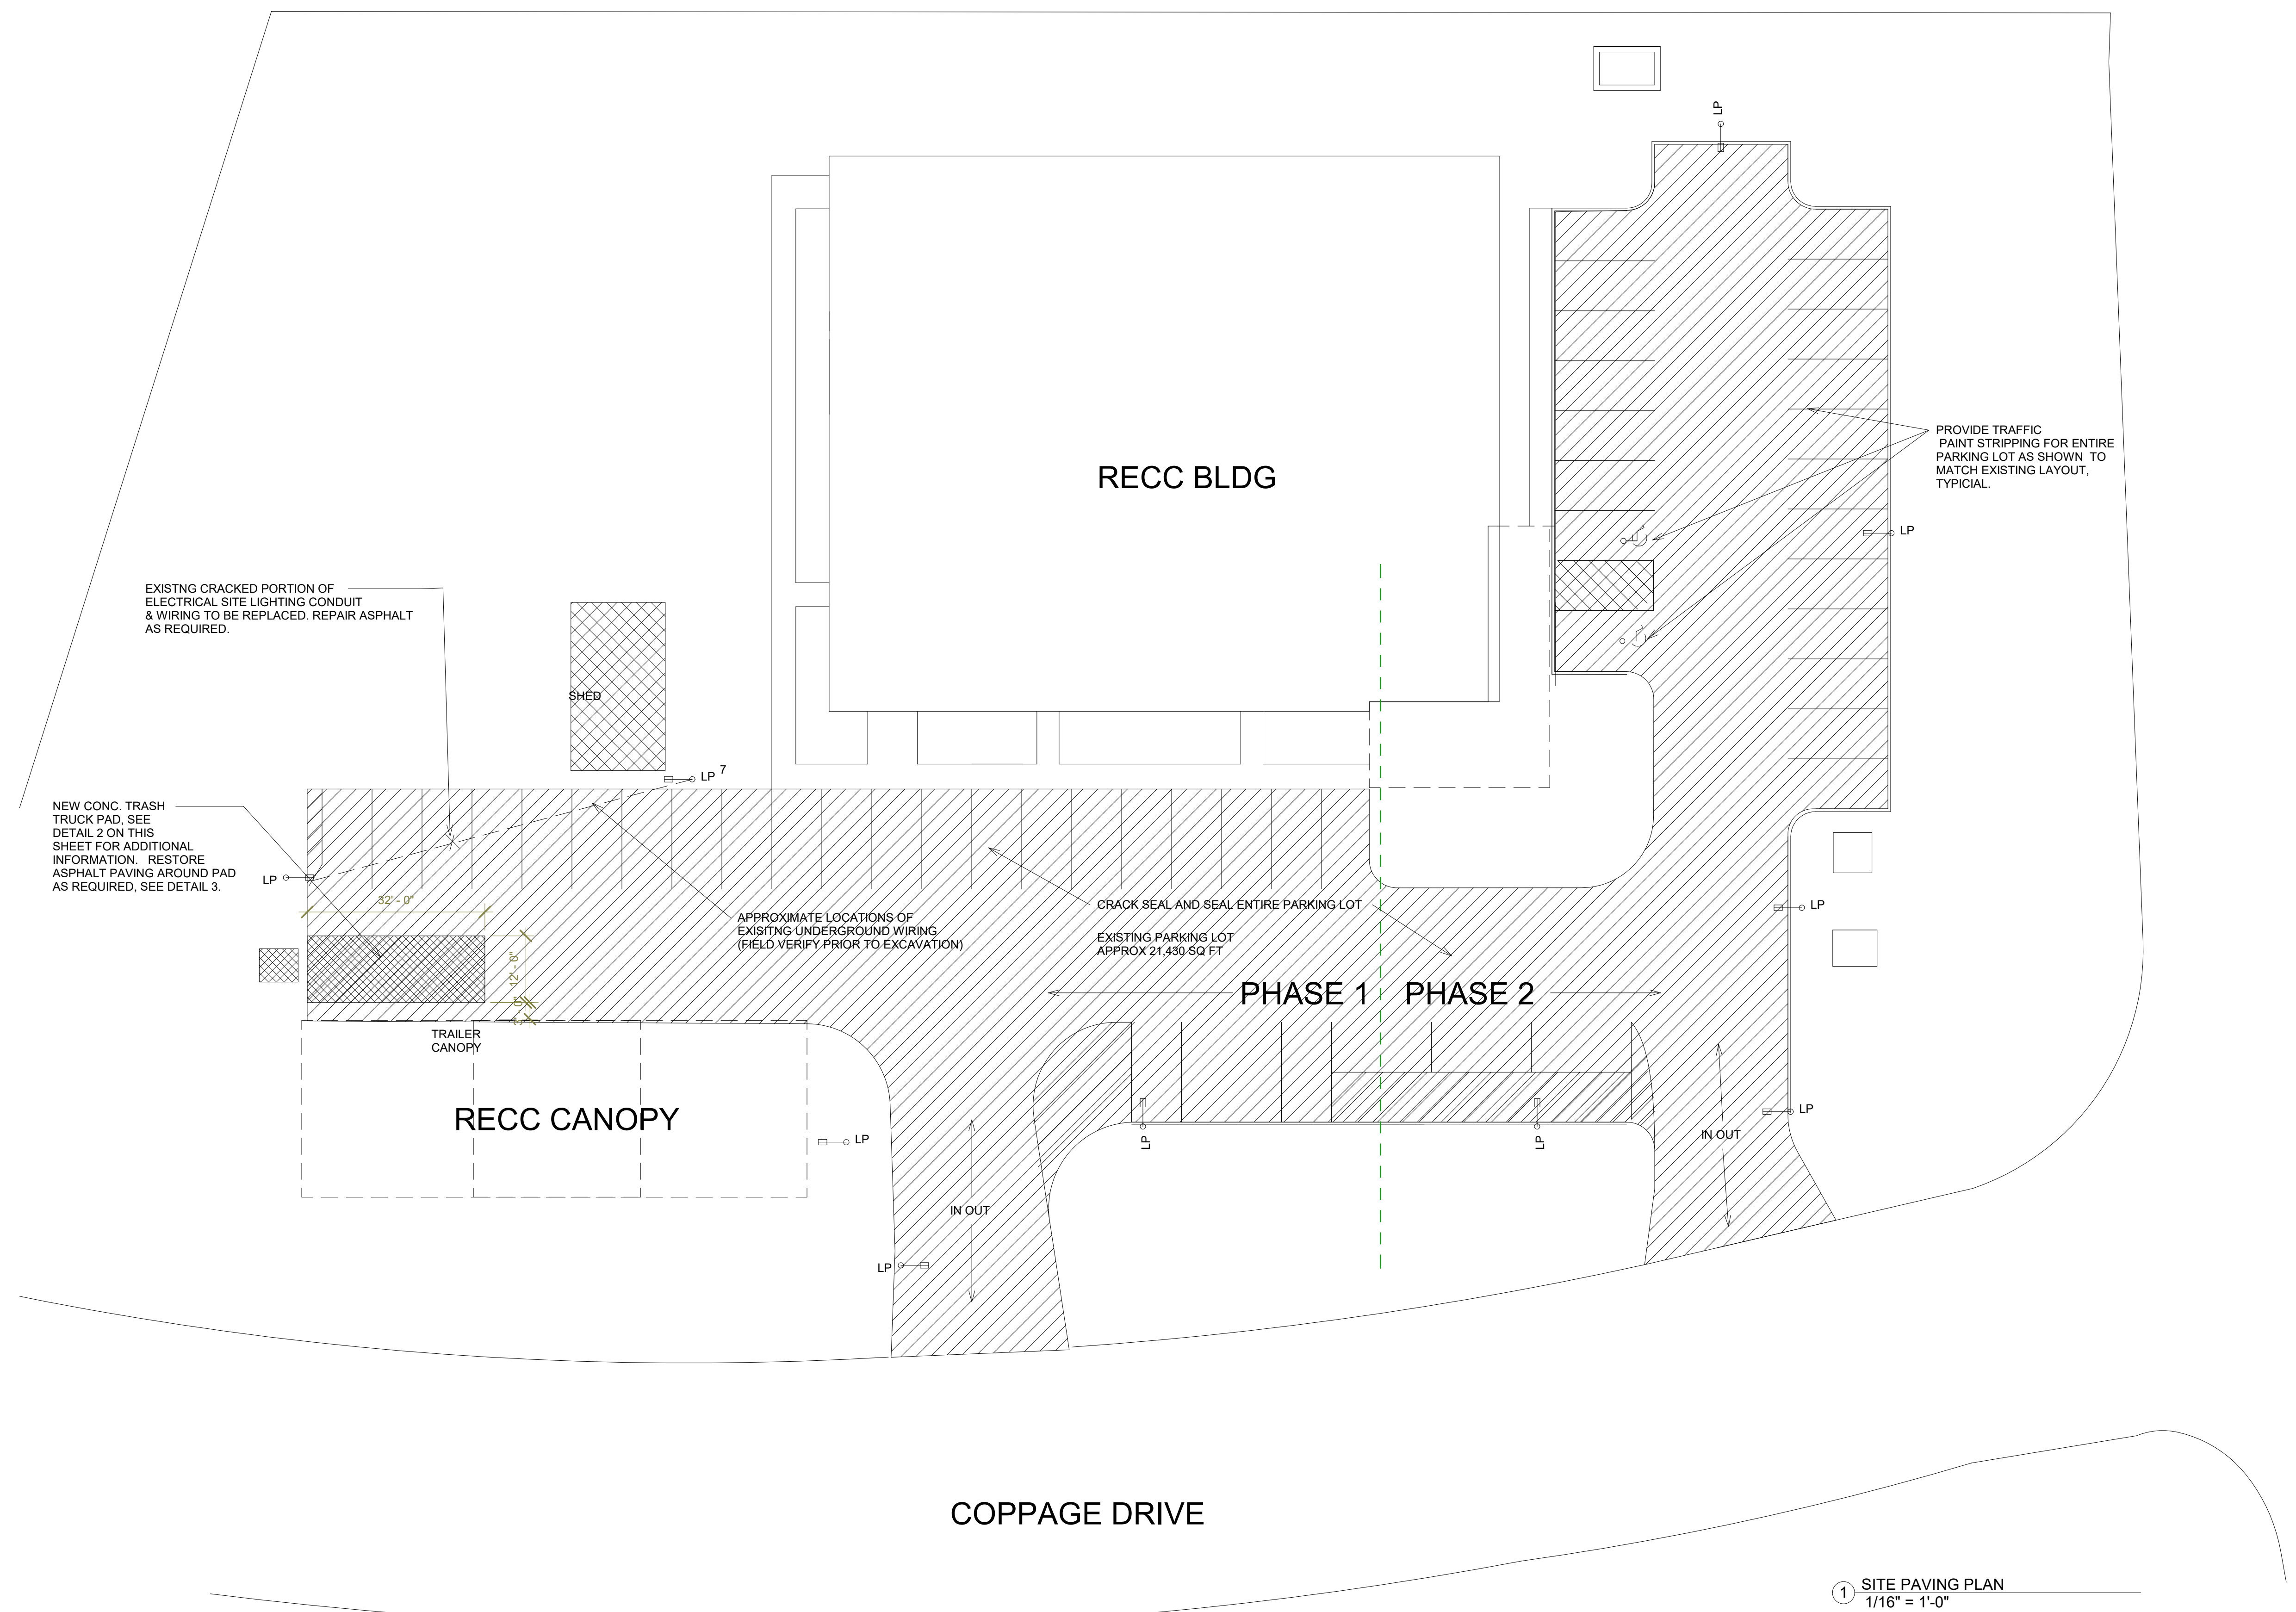 LP
RECC BLDG
PROVIDE TRAFFIC
PAINT STRIPPING FOR ENTIRE
PARKING LOT AS SHOWN TO
MATCH EXISTING LAYOUT,
TYPICIAL.
LP
EXISTNG CRACKED PORTION OF
ELECTRICAL SITE LIGHTING CONDUIT
& WIRING TO BE REPLACED. REPAIR ASPHALT
AS REQUIRED.
SHED
LP 7
NEW CONC. TRASH
TRUCK PAD, SEE
DETAIL 2 ON THIS
SHEET FOR ADDITIONAL
INFORMATION. RESTORE
ASPHALT PAVING AROUND PAD
AS REQUIRED, SEE DETAIL 3.
LP
32' - 0"
12' - 0"
3' - 0"
APPROXIMATE LOCATIONS OF
EXISITNG UNDERGROUND WIRING
(FIELD VERIFY PRIOR TO EXCAVATION)
CRACK SEAL AND SEAL ENTIRE PARKING LOT
EXISTING PARKING LOT
APPROX 21,430 SQ FT
LP
PHASE 1
PHASE 2
TRAILER
CANOPY
RECC CANOPY
LP
LP
LP
LP
IN OUT
IN OUT
LP
COPPAGE DRIVE
1
SITE PAVING PLAN
1/16" = 1'-0"